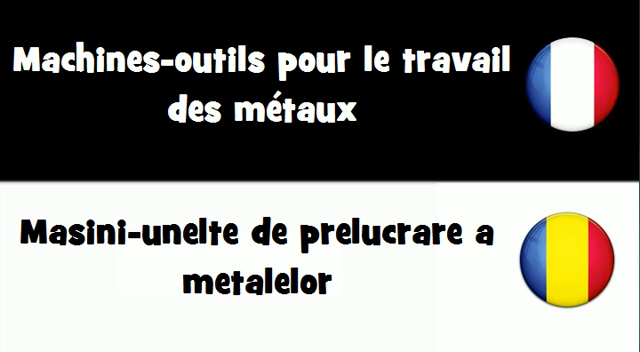 Machines-outils pour le travail
des métaux
Masini-unelte de prelucrare a
metalelor